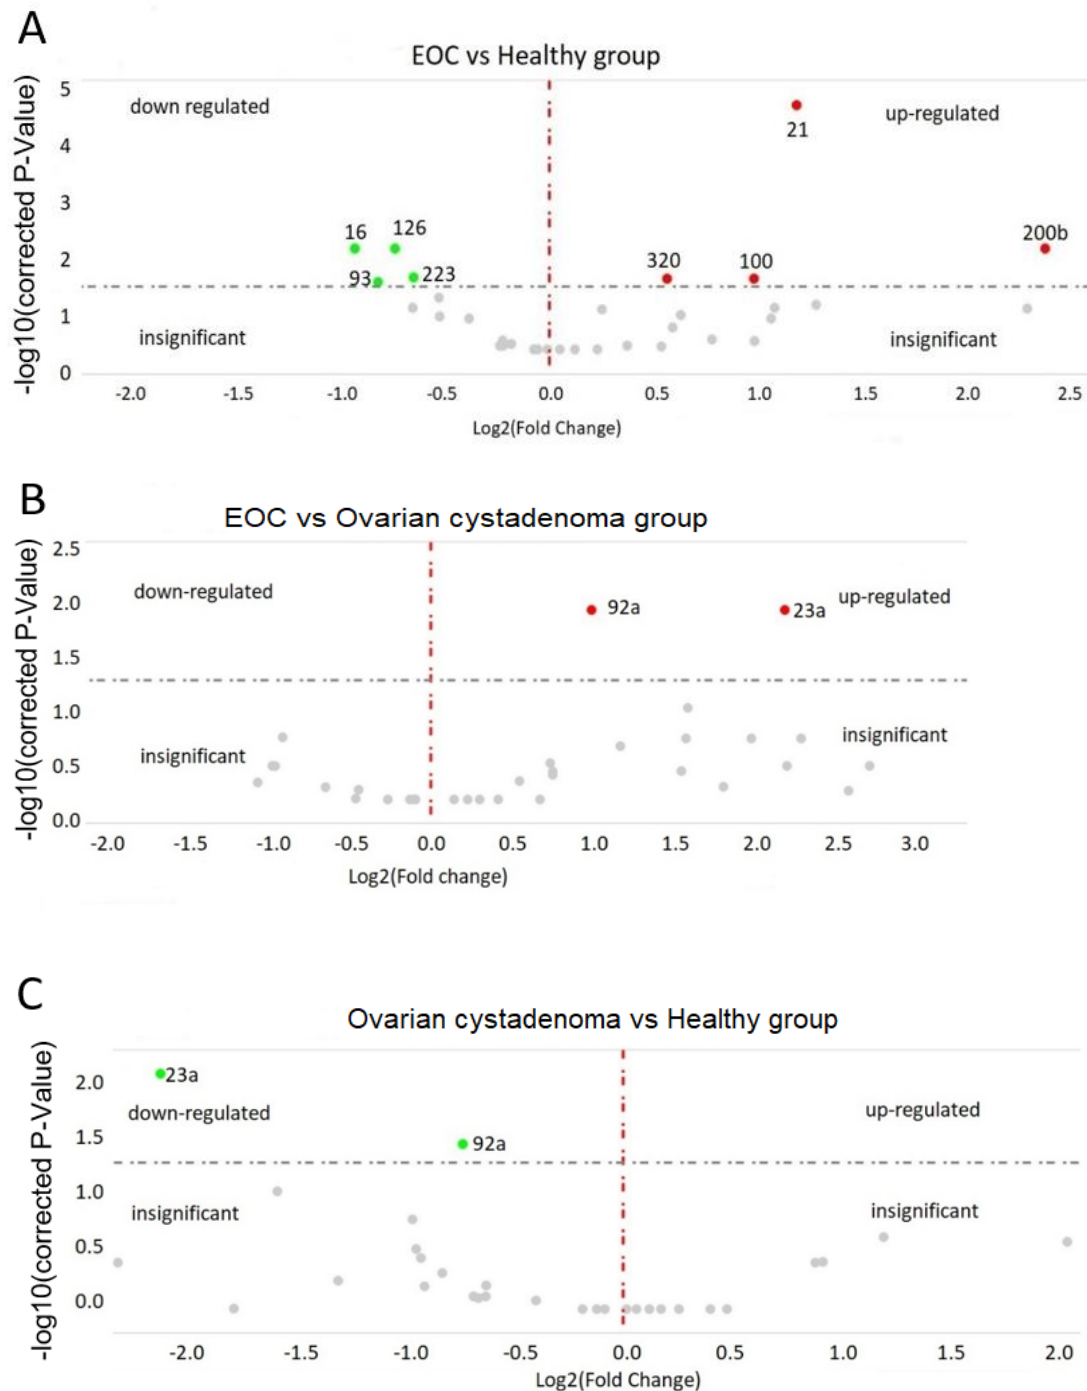 A
EOC vs Healthy group
-log10(corrected P-Value)
5
down regulated
21
up-regulated
4
3
16
126
200b
2
93
223
320
100
1
insignificant
insignificant
0
-2.0 -1.5 -1.0 -0.5 0.0 0.5 1.0 1.5 2.0 2.5
Log2(Fold Change)
B
EOC vs Ovarian cystadenoma group
-log10(corrected P-Value)
2.5
down-regulated
2.0
92a
23a
up-regulated
1.5
1.0
insignificant
insignificant
0.5
0.0
-2.0 -1.5 -1.0 -0.5 0.0 0.5 1.0 1.5 2.0 2.5 3.0
Log2(Fold change)
C
Ovarian cystadenoma vs Healthy group
-log10(corrected P-Value)
2.0
23a
down-regulated
up-regulated
1.5
92a
1.0
insignificant
insignificant
0.5
0.0
-2.0 -1.5 -1.0 -0.5 0.0 0.5 1.0 1.5 2.0
Log2(Fold Change)